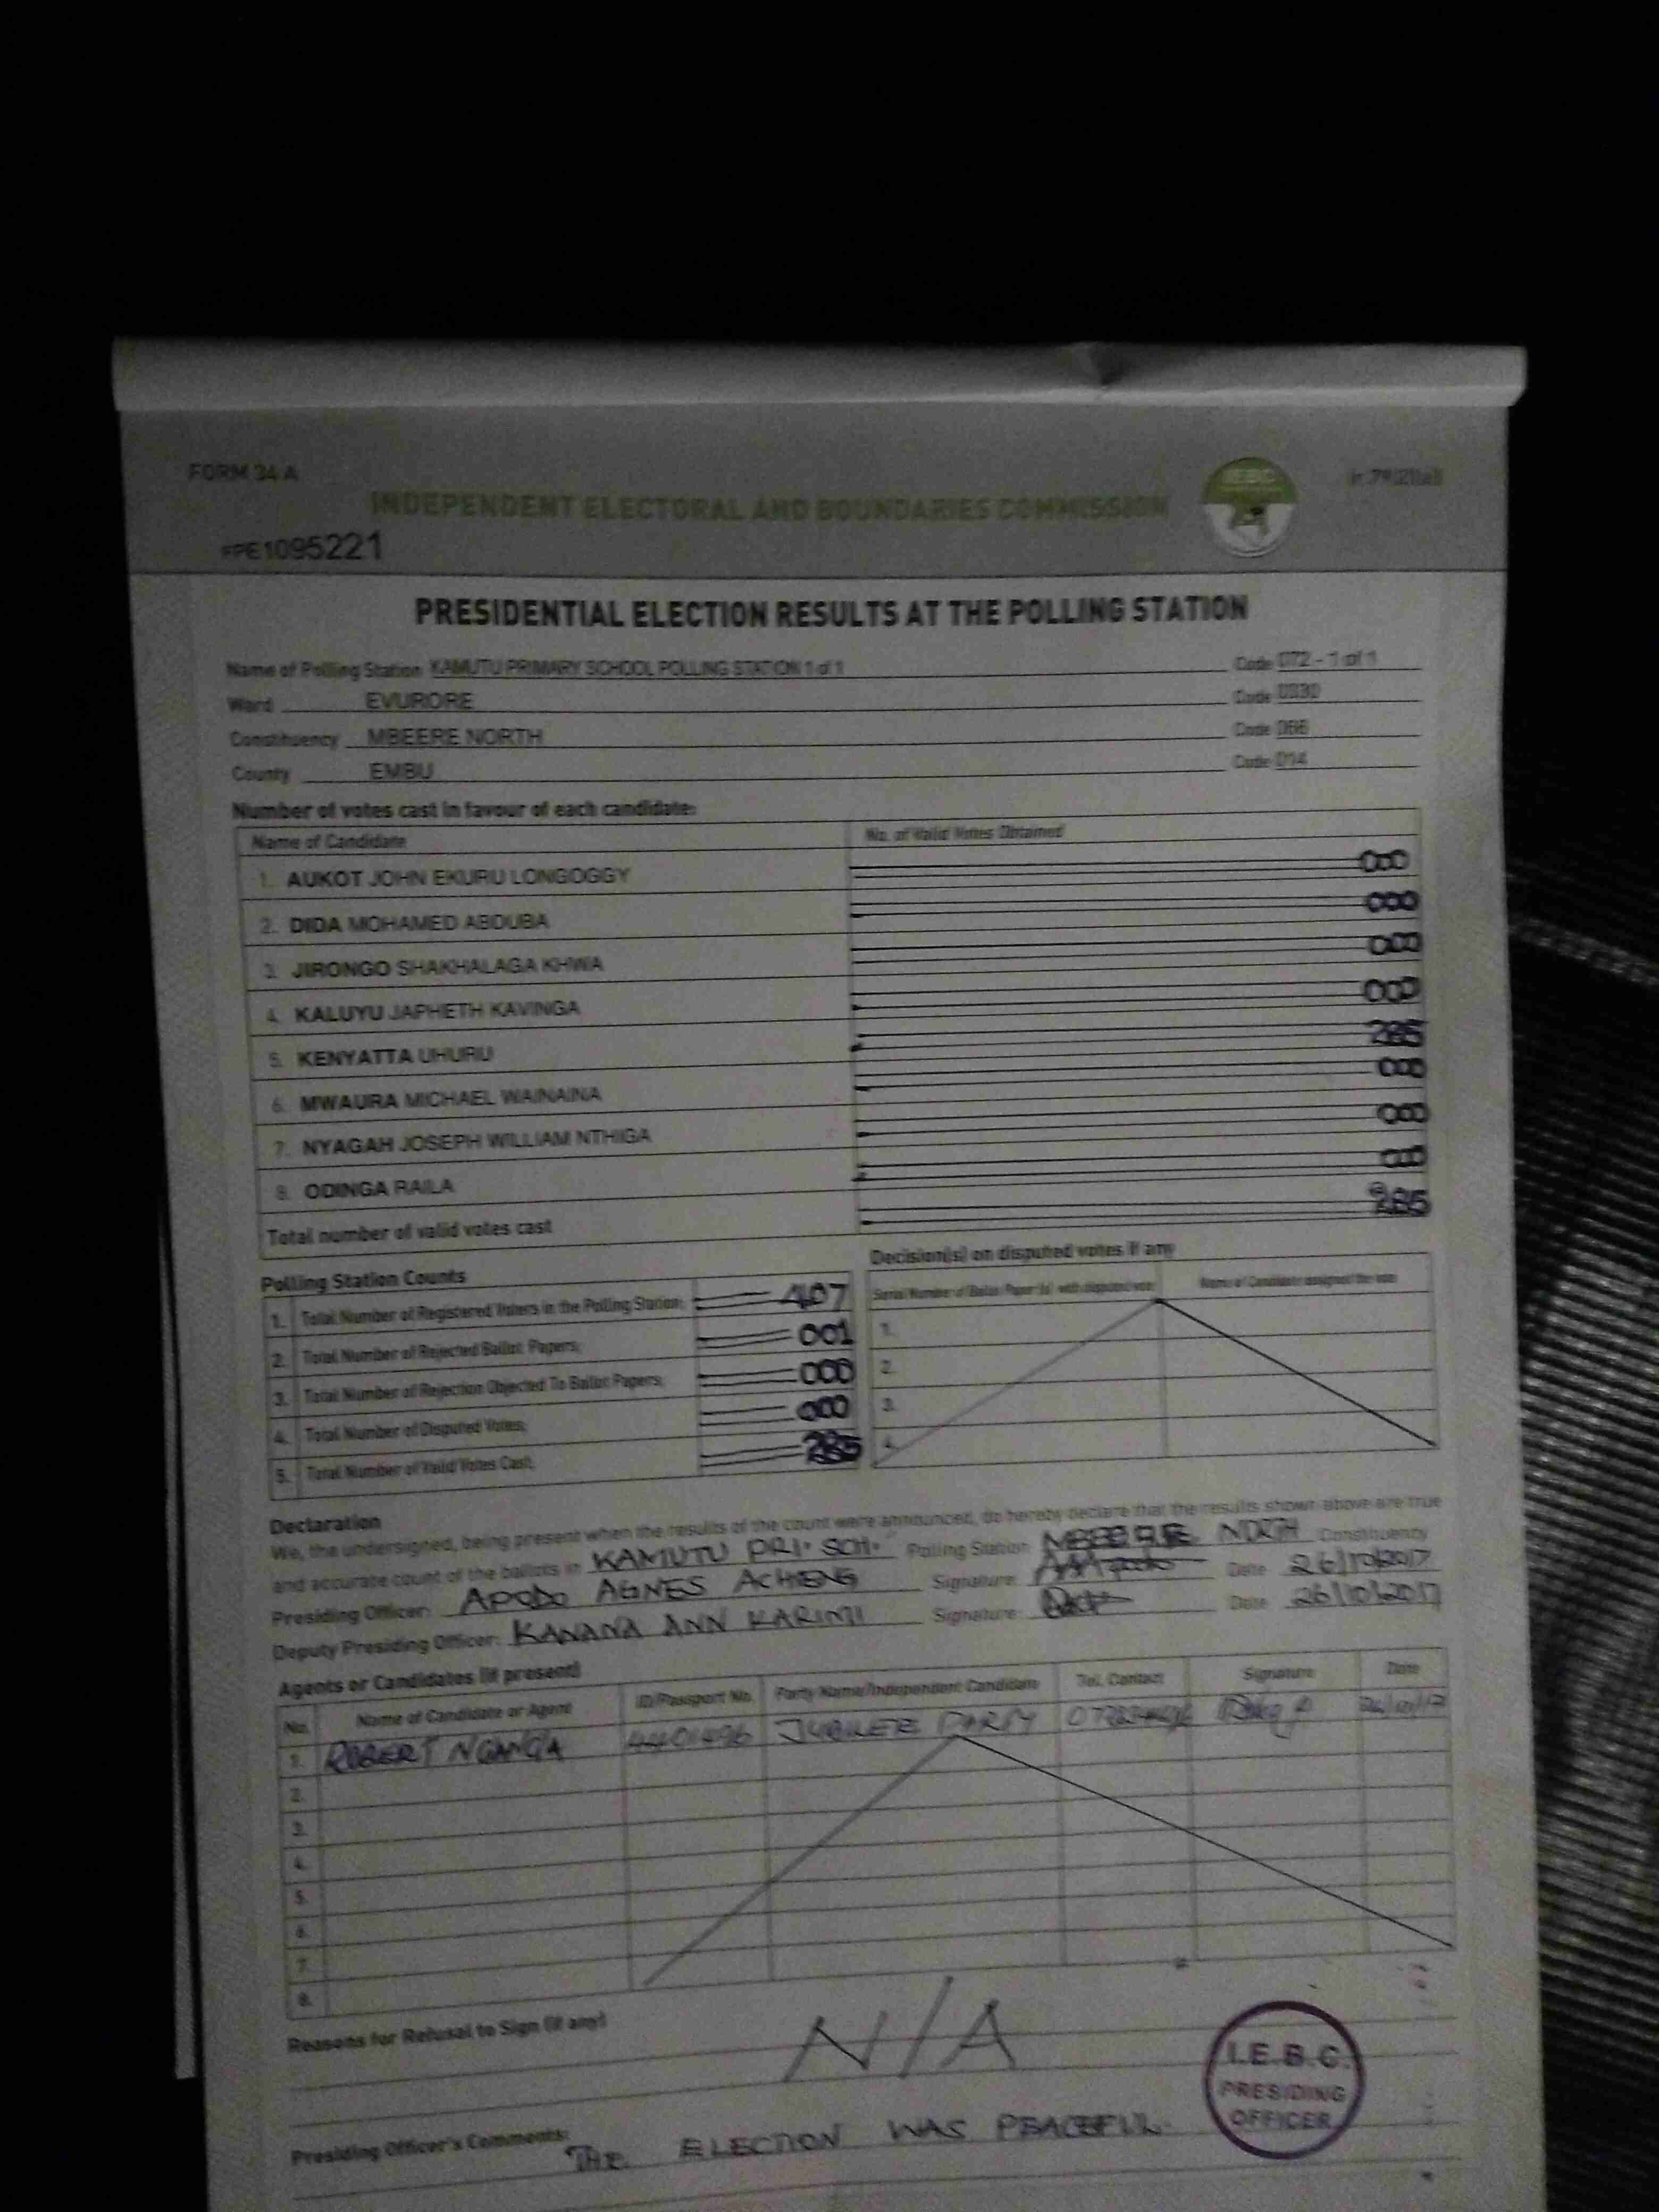 FORM 34 A
INDEPENDENT ELECTORAL AND BOUNDARIES COMMISSION
IEBC
FPE1095221
PRESIDENTIAL ELECTION RESULTS AT THE POLLING STATION
Name of Polling Station KAMUTU PRIMARY SCHOOL POLLING STATION 1 of 1 Code 072 - 1 of 1
Ward EVURORE Code
Constituency MBEERE NORTH Code
County EMBU Code 014
Number of votes cast in favour of each candidate:
Name of Candidate No. of Valid Votes Obtained
1. AUKOT JOHN EKURU LONGOGGY 000
2. DIDA MOHAMED ABDUBA 000
3. JIRONGO SHAKHALAGA KHWA 000
4. KALUYU JAPHETH KAVINGA 000
5. KENYATTA UHURU 285
6. MWAURA MICHAEL WAINAINA 000
7. NYAGAH JOSEPH WILLIAM NTHIGA 000
8. ODINGA RAILA 000
Total number of valid votes cast 285
Polling Station Counts
1. Total Number of Registered Voters in the Polling Station: 407
2. Total Number of Rejected Ballot Papers; 001
3. Total Number of Rejection Objected To Ballot Papers; 000
4. Total Number of Disputed Votes; 000
5. Total Number of Valid Votes Cast; 285
Decision(s) on disputed votes if any
Serial Number of Ballot Paper (s) with disputed vote Name of Candidate assigned the vote
1.
2.
3.
4.
Declaration
We, the undersigned, being present when the results of the count were announced, do hereby declare that the results shown above are true
and accurate count of the ballots in KAMUTU PRI. SCH. Polling Station MBEERE NORTH Constituency
Presiding Officer: APODO AGNES ACHIENG Signature: Date 26/10/2017
Deputy Presiding Officer: KANANA ANN KARIMI Signature: Date 26/10/2017
Agents or Candidates (if present)
No. Name of Candidate or Agent ID/Passport No. Party Name/Independent Candidate Tel. Contact Signature Date
1. ROBERT NGANGA JUBILEE PARTY 26/10/17
2.
3.
4.
5.
6.
7.
8.
Reasons for Refusal to Sign (if any)
N/A
I.E.B.C.
PRESIDING
OFFICER
Presiding Officer's Comments:
THE ELECTION WAS PEACEFUL.